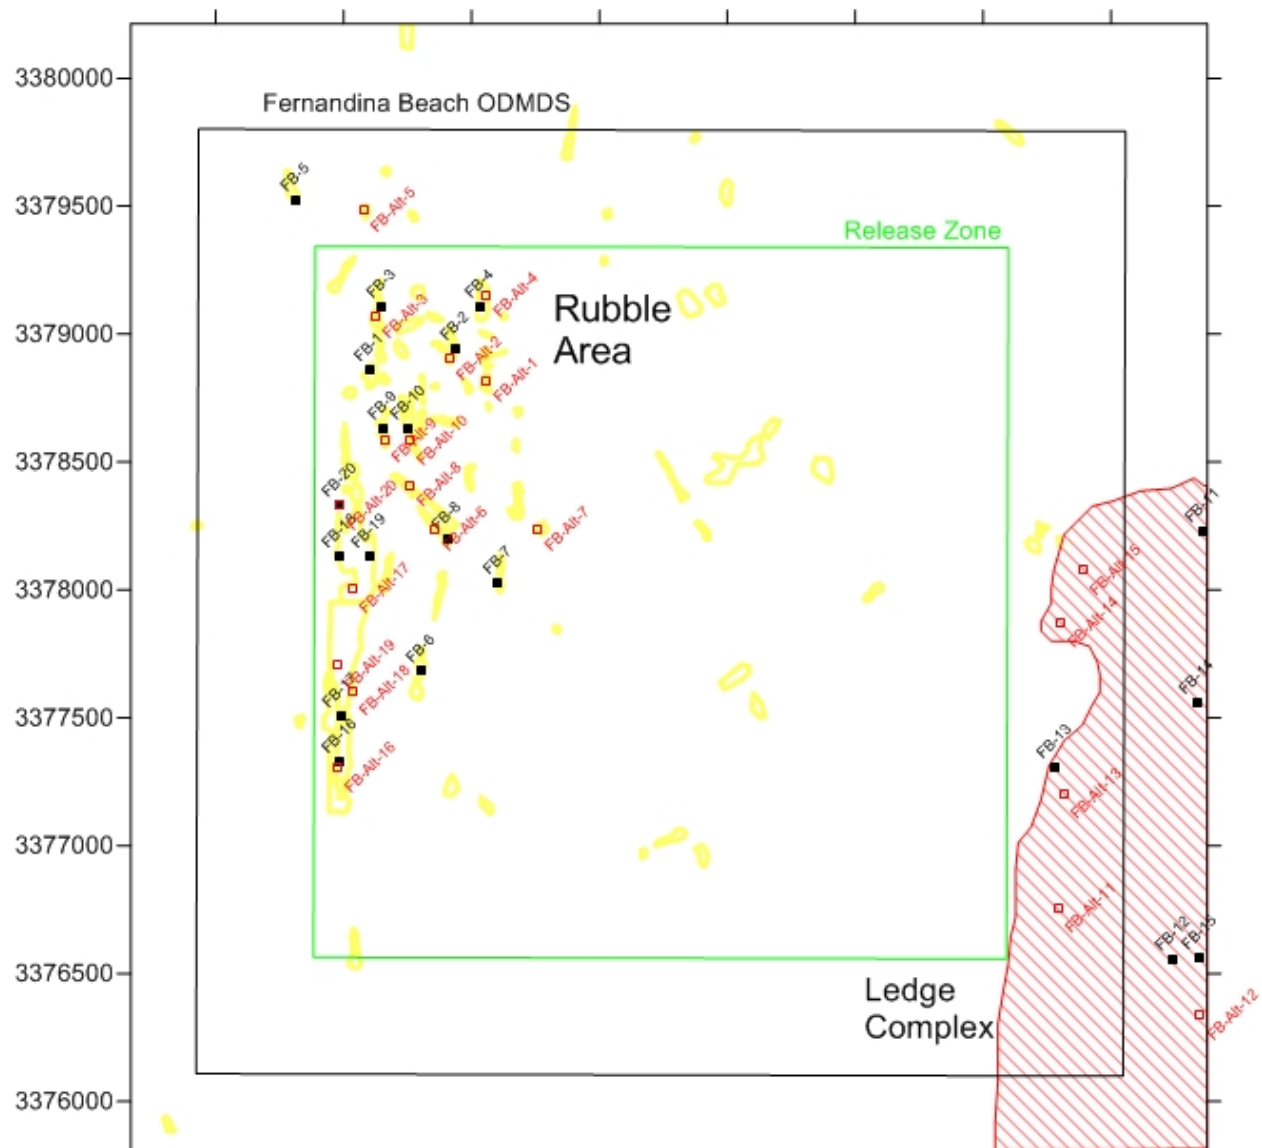 3380000
Fernandina Beach ODMDS
FB-5
3379500
FB-Alt-5
Release Zone
FB-3
FB-4
FB-Alt-4
FB-Alt-3
Rubble
Area
3379000
FB-2
FB-1
FB-Alt-2
FB-Alt-1
FB-9
FB-10
FB-Alt-9
FB-Alt-10
3378500
FB-20
FB-Alt-8
FB-Alt-20
FB-11
FB-18
FB-19
FB-8
FB-Alt-6
FB-Alt-7
FB-7
FB-Alt-15
3378000
FB-Alt-17
FB-Alt-14
FB-6
FB-Alt-19
FB-17
FB-Alt-18
FB-14
3377500
FB-16
FB-13
FB-Alt-16
FB-Alt-13
3377000
FB-Alt-11
FB-12
FB-15
3376500
Ledge
Complex
FB-Alt-12
3376000